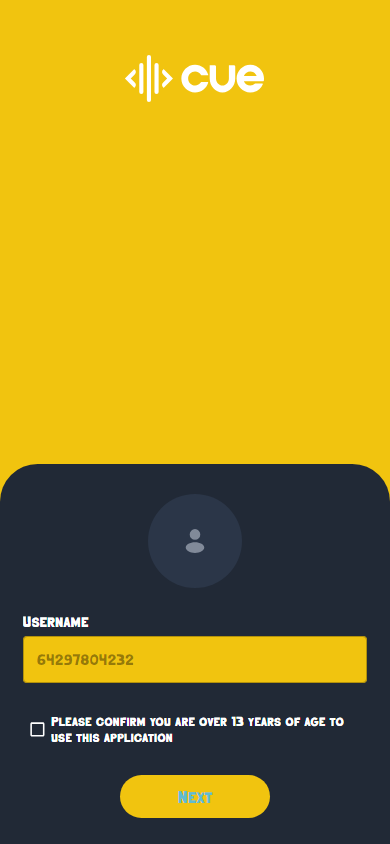 cue
Username
64297804232
Please confirm you are over 13 years of age to
use this application
Next